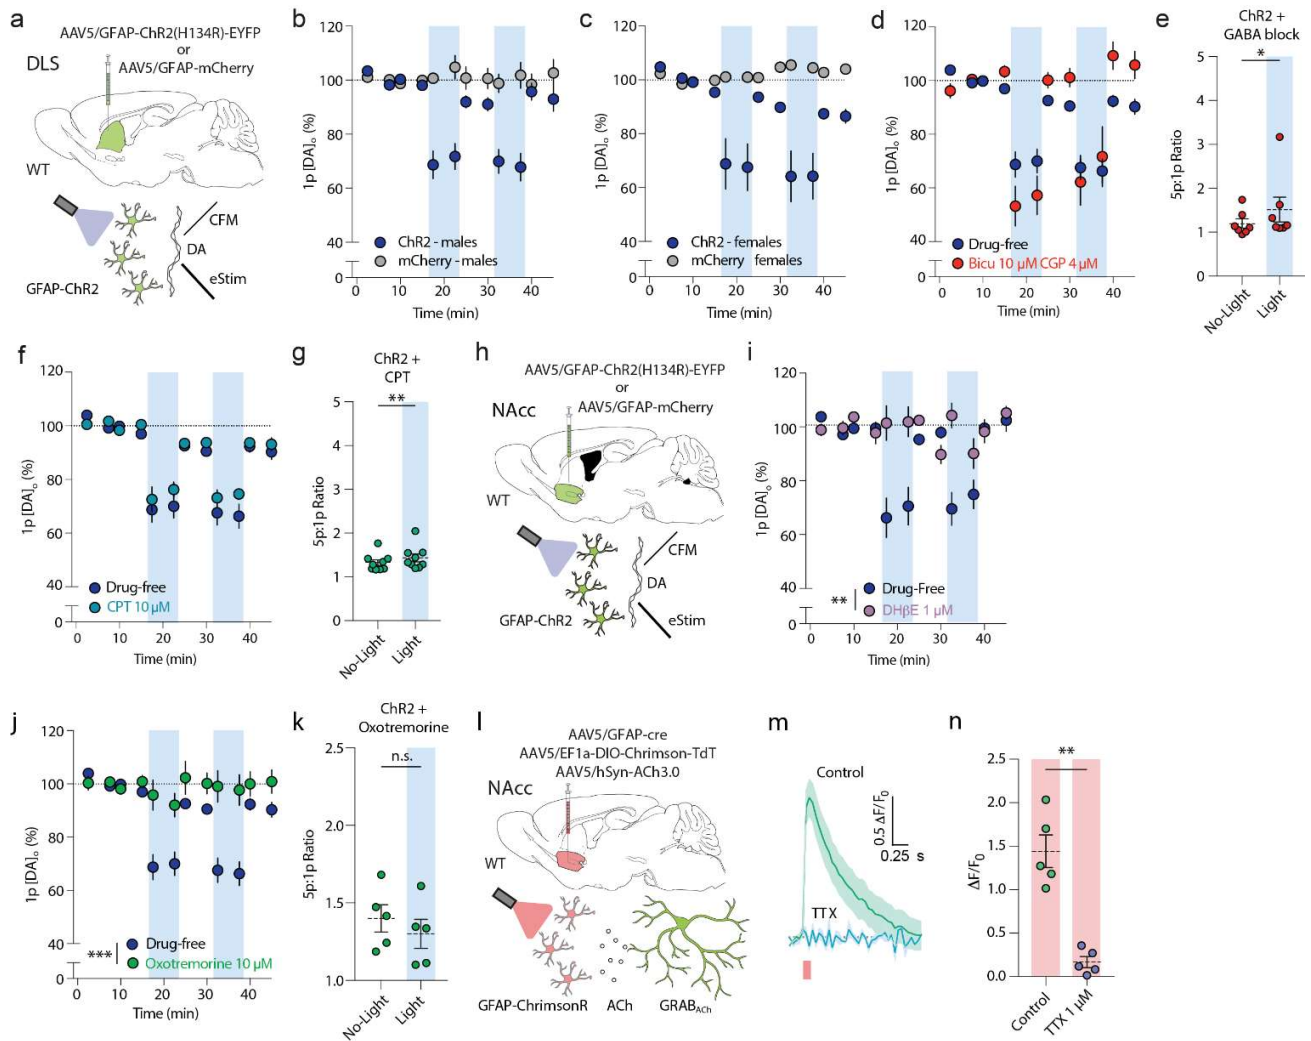 a
AAV5/GFAP-ChR2(H134R)-EYFP
or
AAV5/GFAP-mCherry
DLS
WT
CFM
DA
eStim
GFAP-ChR2
b
120
100
80
60
40
0
1p [DA]o (%)
ChR2 - males
mCherry - males
0 10 20 30 40
Time (min)
c
120
100
80
60
40
0
1p [DA]o (%)
ChR2 - females
mCherry females
0 10 20 30 40
Time (min)
d
120
100
80
60
40
0
1p [DA]o (%)
Drug-free
Bicu 10 µM CGP 4 µM
0 10 20 30 40
Time (min)
e
ChR2 +
GABA block
*
5
4
3
2
1
0
5p:1p Ratio
No-Light
Light
f
120
100
80
60
40
0
1p [DA]o (%)
Drug-free
CPT 10 µM
0 10 20 30 40
Time (min)
g
ChR2 +
CPT
**
5
4
3
2
1
0
5p:1p Ratio
No-Light
Light
h
AAV5/GFAP-ChR2(H134R)-EYFP
or
AAV5/GFAP-mCherry
NAcc
WT
CFM
DA
eStim
GFAP-ChR2
i
120
100
80
60
40
0
1p [DA]o (%)
**
Drug-Free
DHβE 1 µM
0 10 20 30 40
Time (min)
j
120
100
80
60
40
0
1p [DA]o (%)
***
Drug-free
Oxotremorine 10 µM
0 10 20 30 40
Time (min)
k
ChR2 +
Oxotremorine
n.s.
2.5
2.0
1.5
1.0
5p:1p Ratio
No-Light
Light
l
AAV5/GFAP-cre
AAV5/EF1a-DIO-Chrimson-TdT
AAV5/hSyn-ACh3.0
NAcc
WT
GFAP-ChrimsonR
ACh
GRABACh
m
Control
0.5 ΔF/F0
0.25 s
TTX
n
**
2.5
2.0
1.5
1.0
0.5
0.0
ΔF/F0
Control
TTX 1 µM